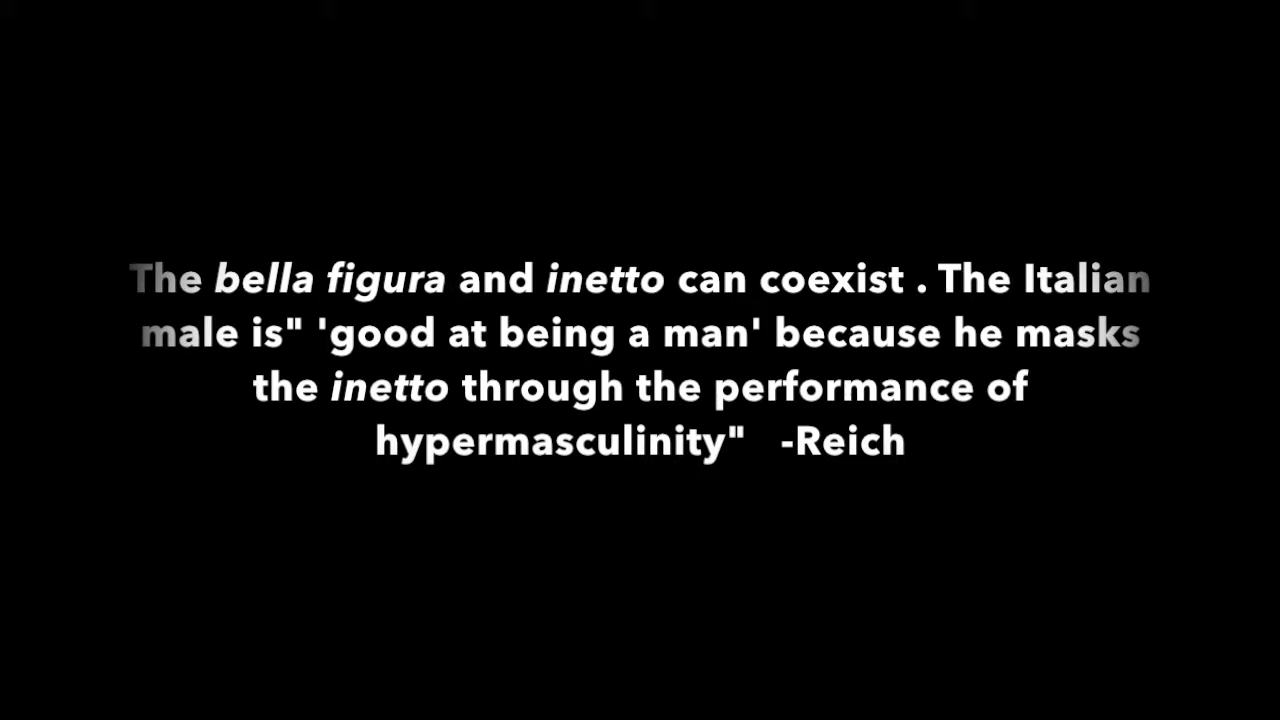 The bella figura and inetto can coexist . The Italian
male is" 'good at being a man' because he masks
the inetto through the performance of
hypermasculinity"   -Reich